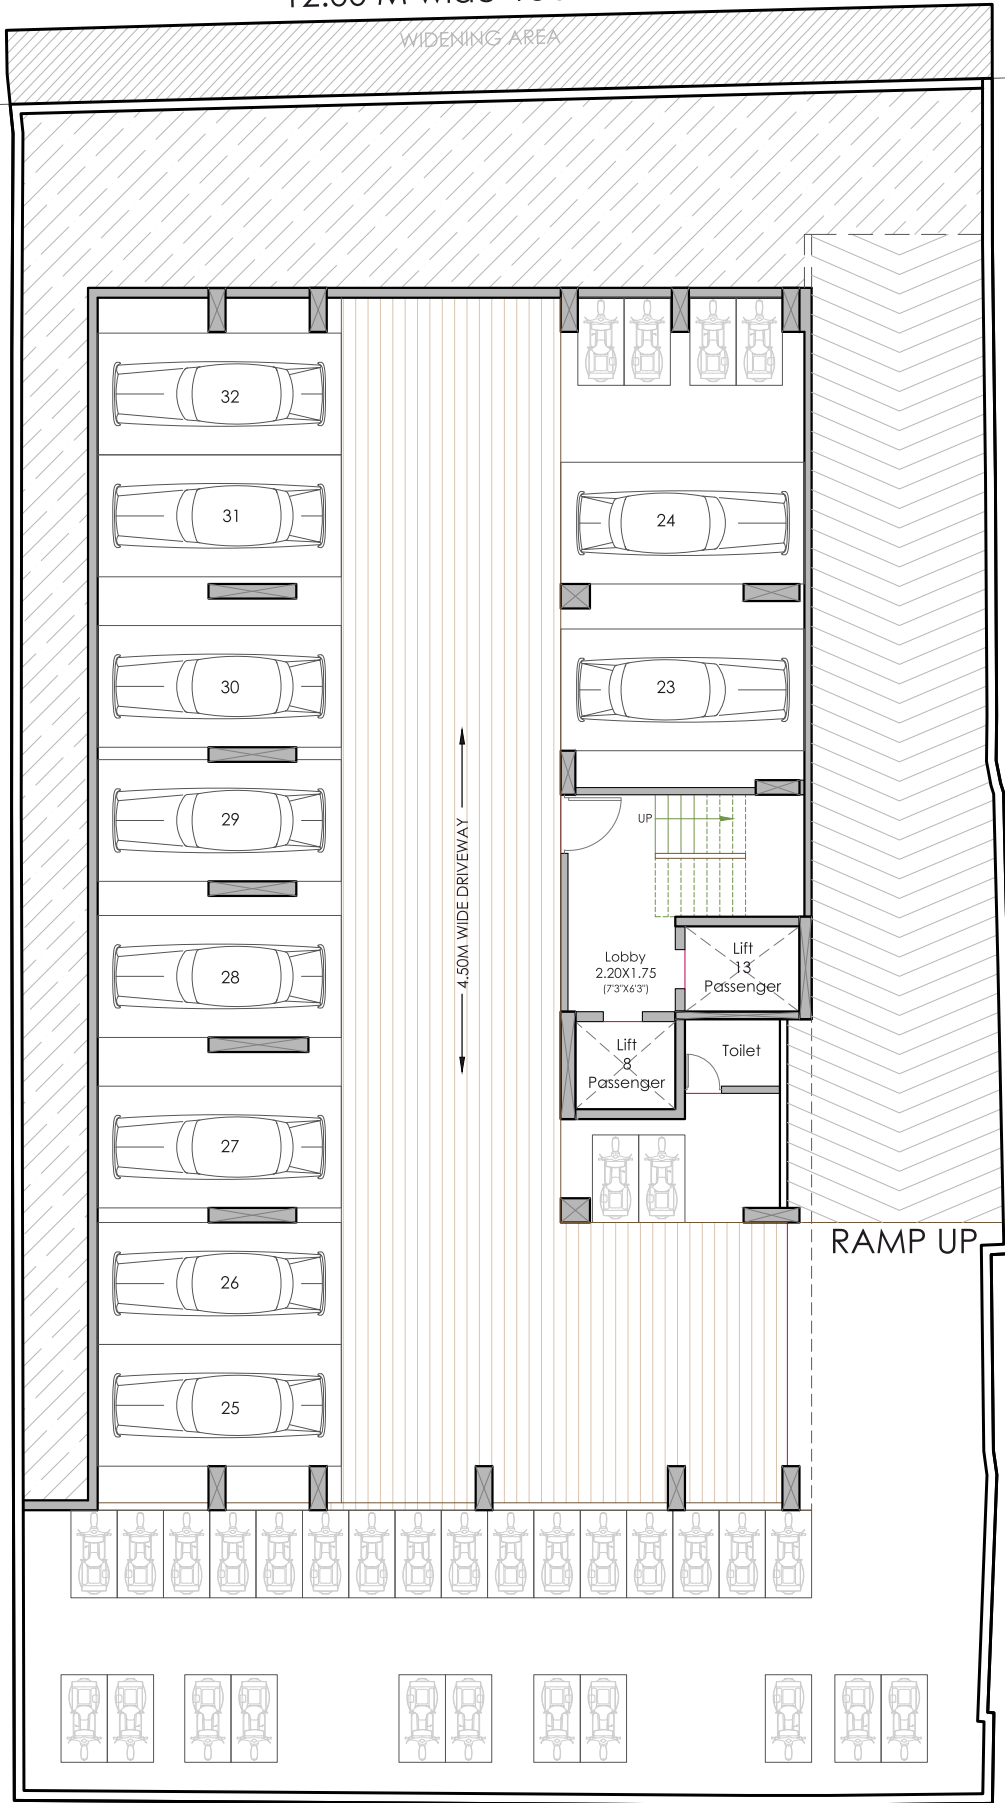 WIDENING AREA
32
31
24
30
23
UP
29
4.50M WIDE DRIVEWAY
Lobby
2.20X1.75
(7'3"X6'3")
Lift
13
Passenger
28
Lift
8
Passenger
Toilet
27
RAMP UP
26
25